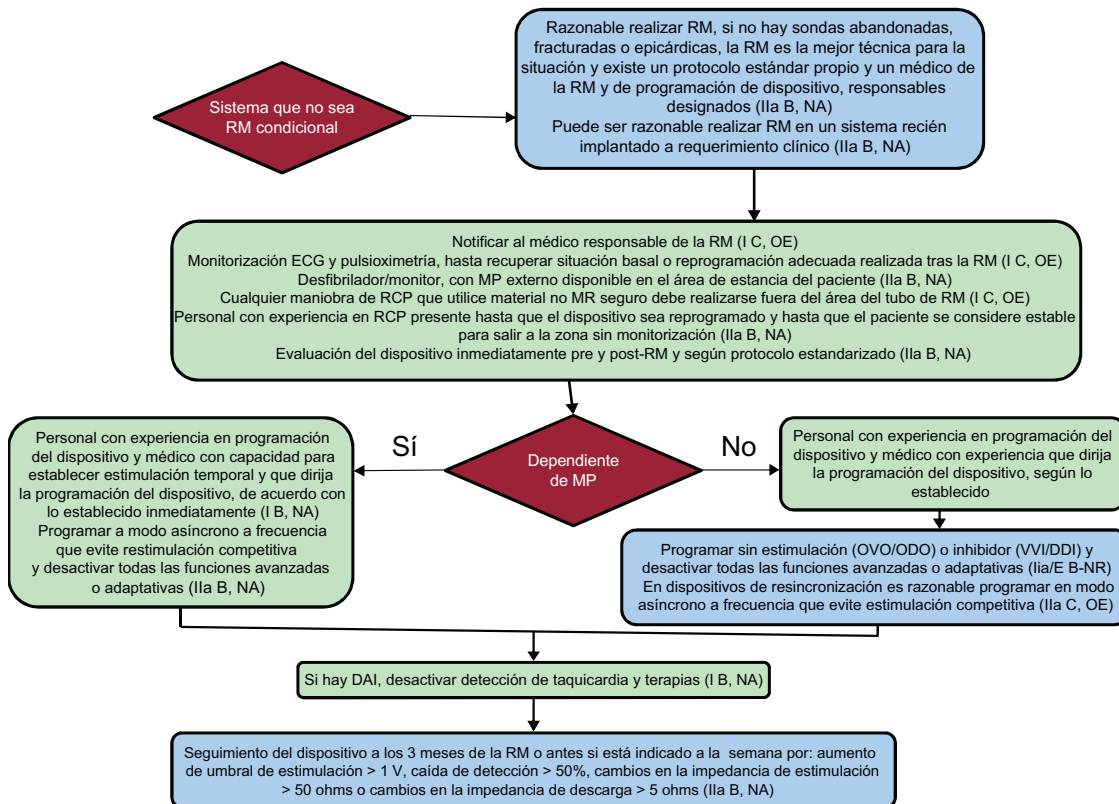 Razonable realizar RM, si no hay sondas abandonadas,
fracturadas o epicárdicas, la RM es la mejor técnica para la
situación y existe un protocolo estándar propio y un médico de
la RM y de programación de dispositivo, responsables
designados (IIa B, NA)
Puede ser razonable realizar RM en un sistema recién
implantado a requerimiento clínico (IIa B, NA)
Sistema que no sea
RM condicional
Notificar al médico responsable de la RM (I C, OE)
Monitorización ECG y pulsioximetría, hasta recuperar situación basal o reprogramación adecuada realizada tras la RM (I C, OE)
Desfibrilador/monitor, con MP externo disponible en el área de estancia del paciente (IIa B, NA)
Cualquier maniobra de RCP que utilice material no MR seguro debe realizarse fuera del área del tubo de RM (I C, OE)
Personal con experiencia en RCP presente hasta que el dispositivo sea reprogramado y hasta que el paciente se considere estable
para salir a la zona sin monitorización (IIa B, NA)
Evaluación del dispositivo inmediatamente pre y post-RM y según protocolo estandarizado (IIa B, NA)
Personal con experiencia en programación
del dispositivo y médico con capacidad para
establecer estimulación temporal y que dirija
la programación del dispositivo, de acuerdo con
lo establecido inmediatamente (I B, NA)
Programar a modo asíncrono a frecuencia
que evite restimulación competitiva
y desactivar todas las funciones avanzadas
o adaptativas (IIa B, NA)
Sí
Dependiente
de MP
No
Personal con experiencia en programación del
dispositivo y médico con experiencia que dirija
la programación del dispositivo, según lo
establecido
Programar sin estimulación (OVO/ODO) o inhibidor (VVI/DDI) y
desactivar todas las funciones avanzadas o adaptativas (Iia/E B-NR)
En dispositivos de resincronización es razonable programar en modo
asíncrono a frecuencia que evite estimulación competitiva (IIa C, OE)
Si hay DAI, desactivar detección de taquicardia y terapias (I B, NA)
Seguimiento del dispositivo a los 3 meses de la RM o antes si está indicado a la semana por: aumento
de umbral de estimulación > 1 V, caída de detección > 50%, cambios en la impedancia de estimulación
> 50 ohms o cambios en la impedancia de descarga > 5 ohms (IIa B, NA)